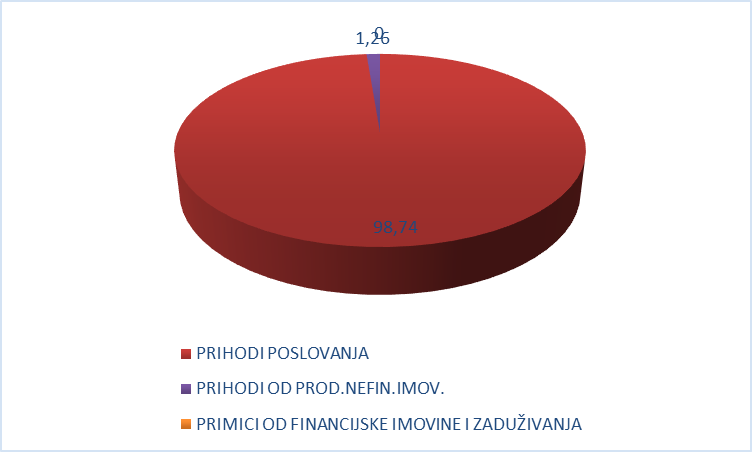 0
1,26
98,74
PRIHODI POSLOVANJA
PRIHODI OD PROD.NEFIN.IMOV.
PRIMICI OD FINANCIJSKE IMOVINE I ZADUŽIVANJA